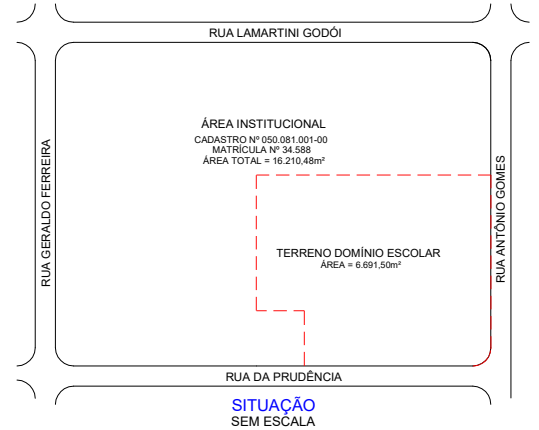 RUA LAMARTINI GODÓI
ÁREA INSTITUCIONAL
CADASTRO Nº 050.081.001-00
MATRÍCULA Nº 34.588
ÁREA TOTAL = 16.210,48m²
RUA GERALDO FERREIRA
RUA ANTÔNIO GOMES
TERRENO DOMÍNIO ESCOLAR
ÁREA = 6.691,50m²
RUA DA PRUDÊNCIA
SITUAÇÃO
SEM ESCALA